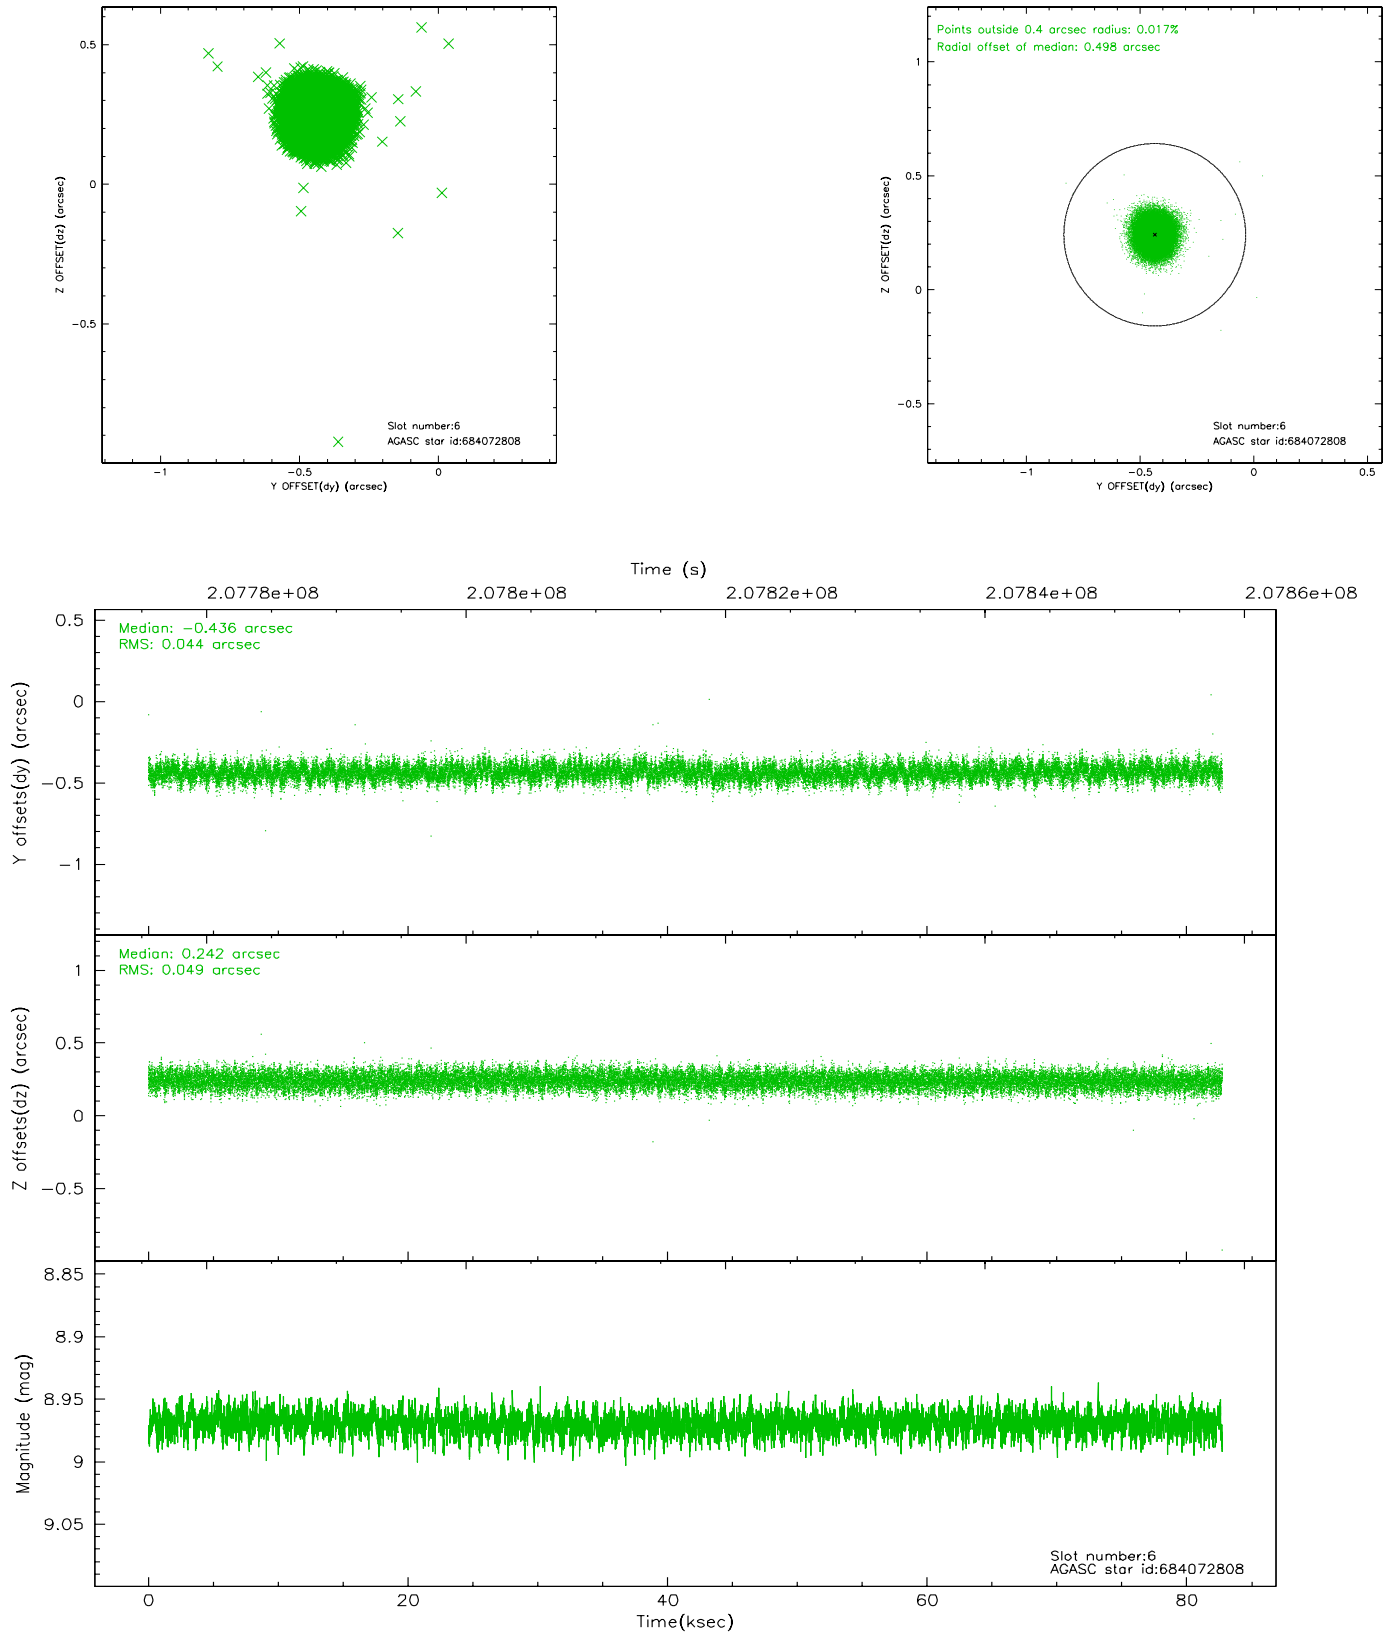 0.5
0
−0.5
Z OFFSET(dz) (arcsec)
Slot number:6
AGASC star id:684072808
−1 −0.5 0
Y OFFSET(dy) (arcsec)
Points outside 0.4 arcsec radius: 0.017%
Radial offset of median: 0.498 arcsec
1
0.5
0
−0.5
Z OFFSET(dz) (arcsec)
Slot number:6
AGASC star id:684072808
−1 −0.5 0 0.5
Y OFFSET(dy) (arcsec)
Time (s)
2.0778e+08 2.078e+08 2.0782e+08 2.0784e+08 2.0786e+08
Median: −0.436 arcsec
RMS: 0.044 arcsec
0.5
0
−0.5
−1
Y offsets(dy) (arcsec)
Median: 0.242 arcsec
RMS: 0.049 arcsec
1
0.5
0
−0.5
Z offsets(dz) (arcsec)
8.85
8.9
8.95
9
9.05
Magnitude (mag)
Slot number:6
AGASC star id:684072808
0 20 40 60 80
Time(ksec)